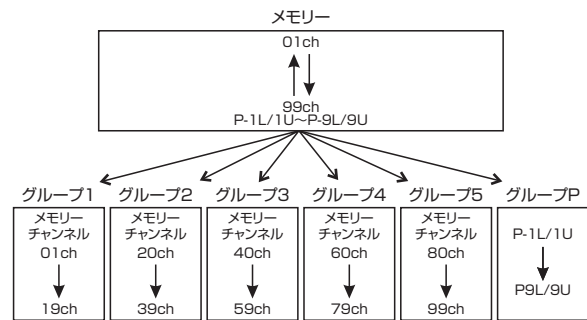 メモリー
01ch
99ch
P-1L/1U～P-9L/9U
グループ1
グループ2
グループ3
グループ4
グループ5
グループP
メモリー
チャンネル
01ch
19ch
メモリー
チャンネル
20ch
39ch
メモリー
チャンネル
40ch
59ch
メモリー
チャンネル
60ch
79ch
メモリー
チャンネル
80ch
99ch
P-1L/1U
P9L/9U